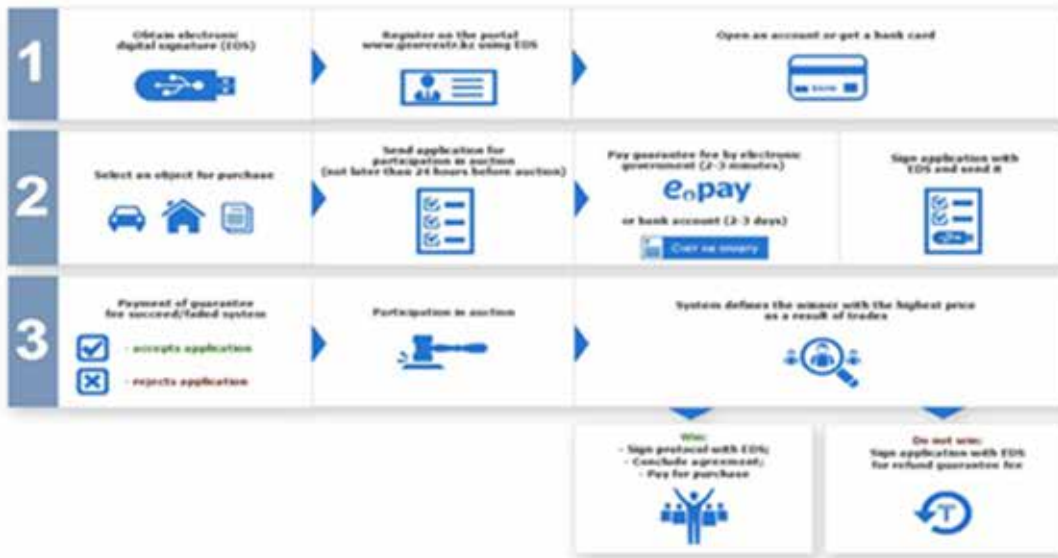 1
Obtain electronic
digital signature (EDS)
Register on the portal
www.gosreestr.kz using EDS
Open an account or get a bank card
BANK
2
Select an object for purchase
Send application for
participation in auction
(not later than 24 hours before auction)
Pay guarantee fee by electronic
government (2-3 minutes)
e₀pay
or bank account (2-3 days)
Sign application with
EDS and send it
3
Payment of guarantee
fee succeed/failed system
- accepts application
- rejects application
Participation in auction
System defines the winner with the highest price
as a result of trades
Win:
- Sign protocol with EDS;
- Conclude agreement;
- Pay for purchase
Do not win:
Sign application with EDS
for refund guarantee fee
T